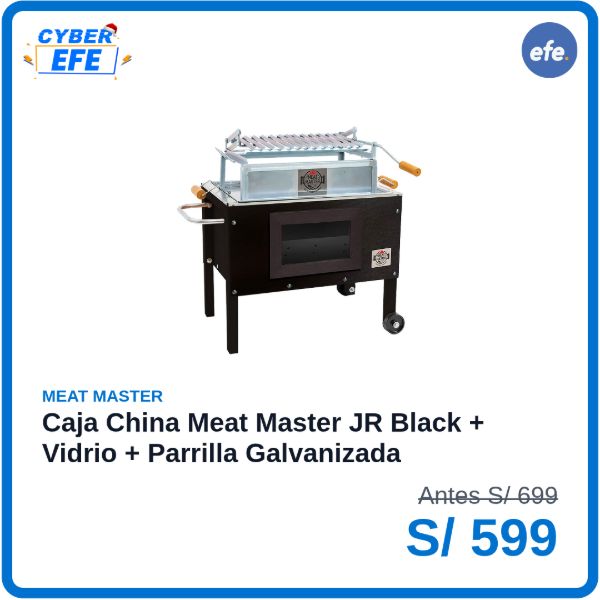 CYBER
EFE
efe.
MEAT MASTER
Caja China Meat Master JR Black +
Vidrio + Parrilla Galvanizada
Antes S/ 699
S/ 599